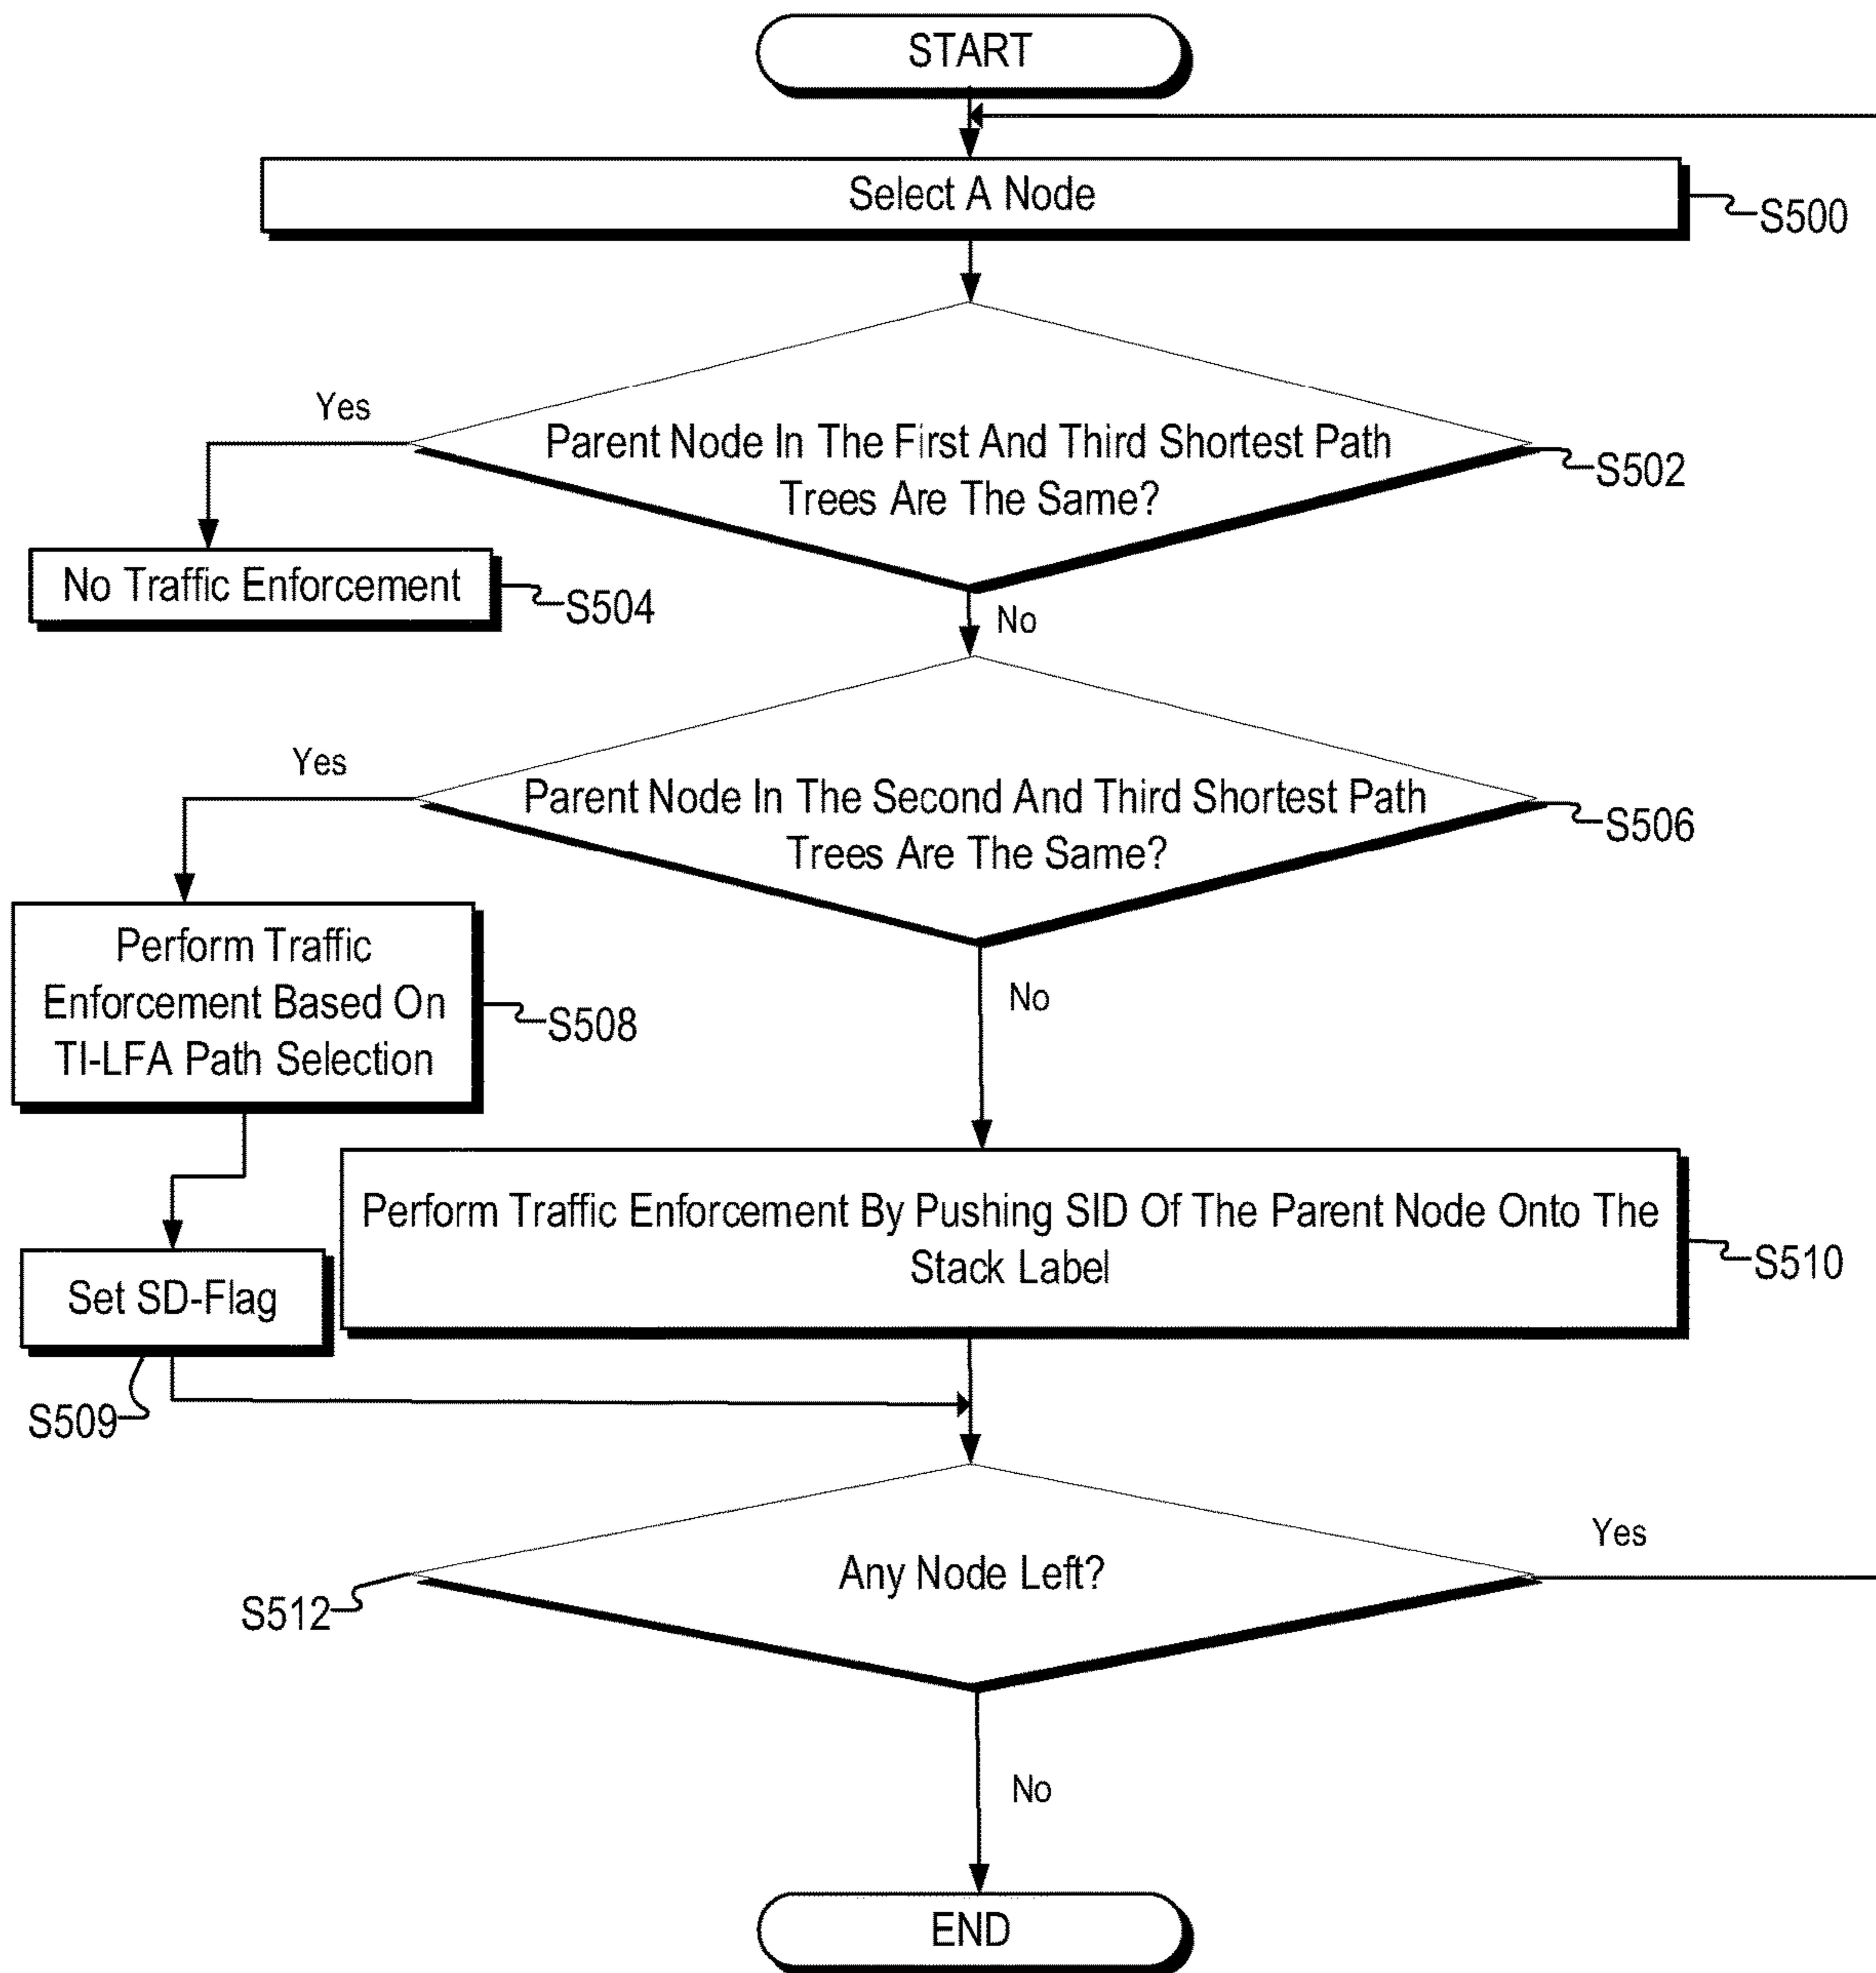 START
Select A Node
S500
Yes
Parent Node In The First And Third Shortest Path
Trees Are The Same?
S502
No Traffic Enforcement
S504
No
Yes
Parent Node In The Second And Third Shortest Path
Trees Are The Same?
S506
Perform Traffic
Enforcement Based On
TI-LFA Path Selection
S508
No
Perform Traffic Enforcement By Pushing SID Of The Parent Node Onto The
Stack Label
S510
Set SD-Flag
S509
Yes
Any Node Left?
S512
No
END